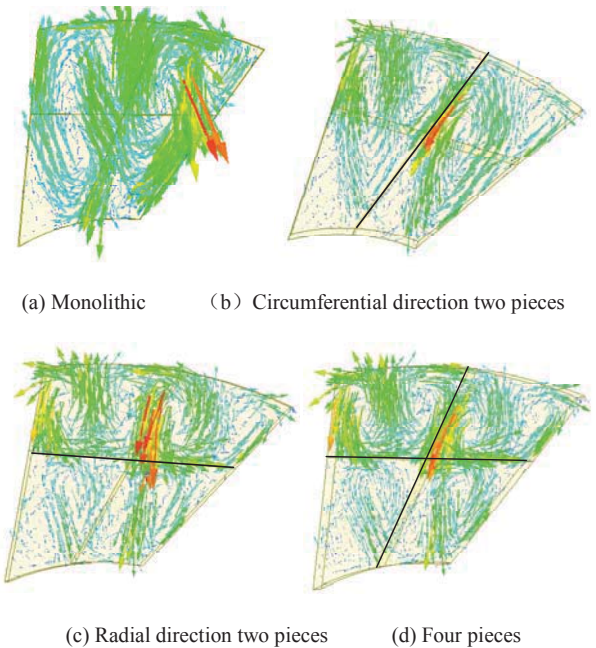 (a) Monolithic （b）Circumferential direction two pieces
(c) Radial direction two pieces (d) Four pieces